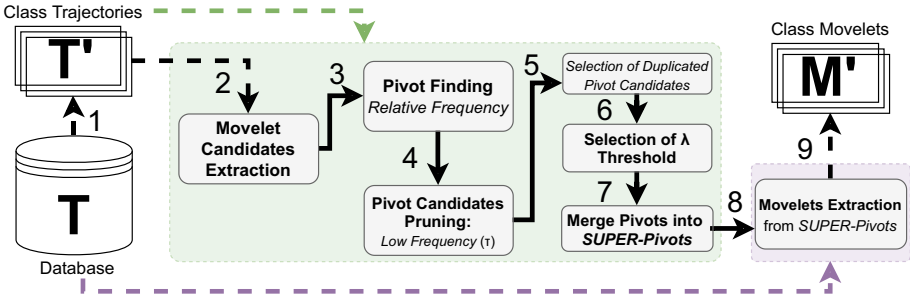 Class Trajectories
T'
1
T
Database
2
Movelet
Candidates
Extraction
3
Pivot Finding
Relative Frequency
4
Pivot Candidates
Pruning:
Low Frequency (τ)
5
Selection of Duplicated
Pivot Candidates
6
Selection of λ
Threshold
7
Merge Pivots into
SUPER-Pivots
8
Movelets Extraction
from SUPER-Pivots
9
Class Movelets
M'